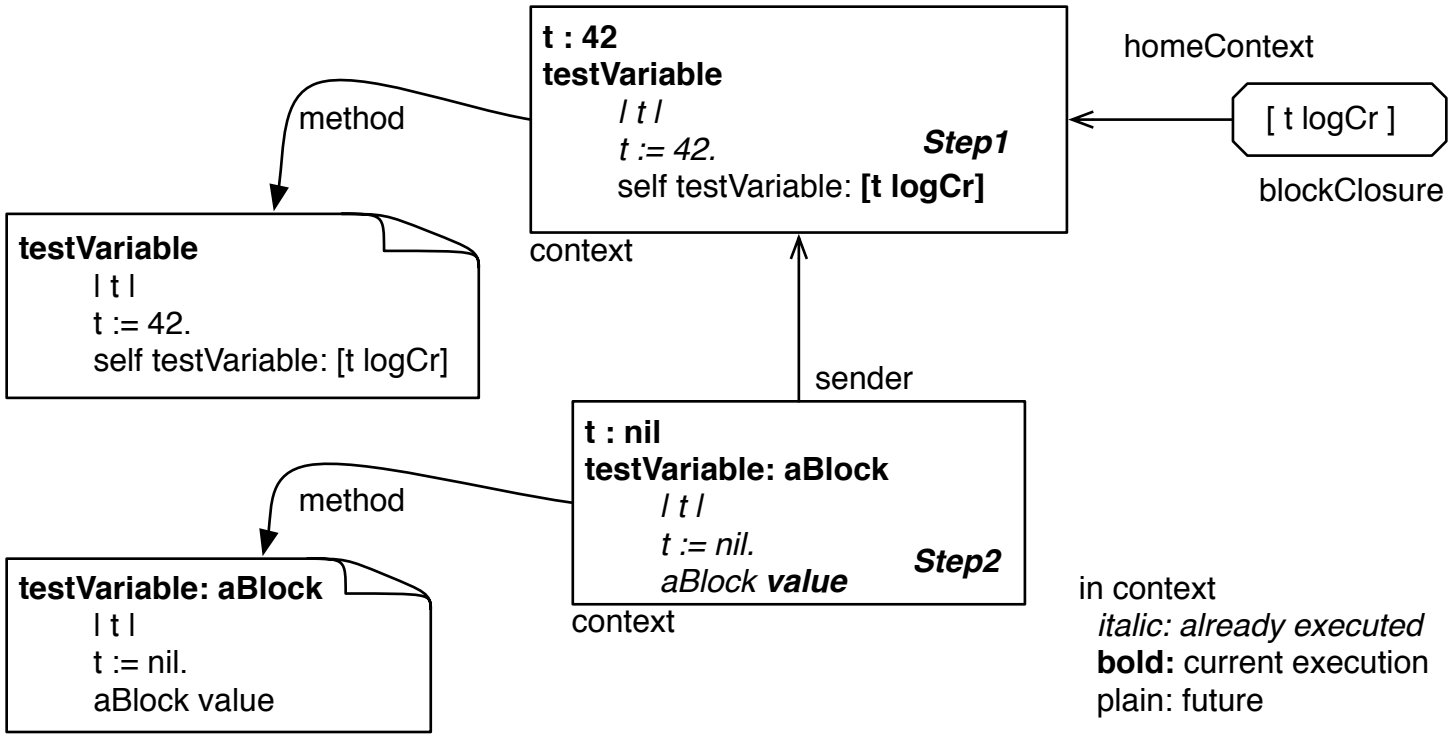 t : 42
testVariable
| t |
t := 42.
Step1
self testVariable: [t logCr]
context
homeContext
[ t logCr ]
blockClosure
method
testVariable
| t |
t := 42.
self testVariable: [t logCr]
sender
t : nil
testVariable: aBlock
| t |
t := nil.
Step2
aBlock value
context
method
testVariable: aBlock
| t |
t := nil.
aBlock value
in context
italic: already executed
bold: current execution
plain: future